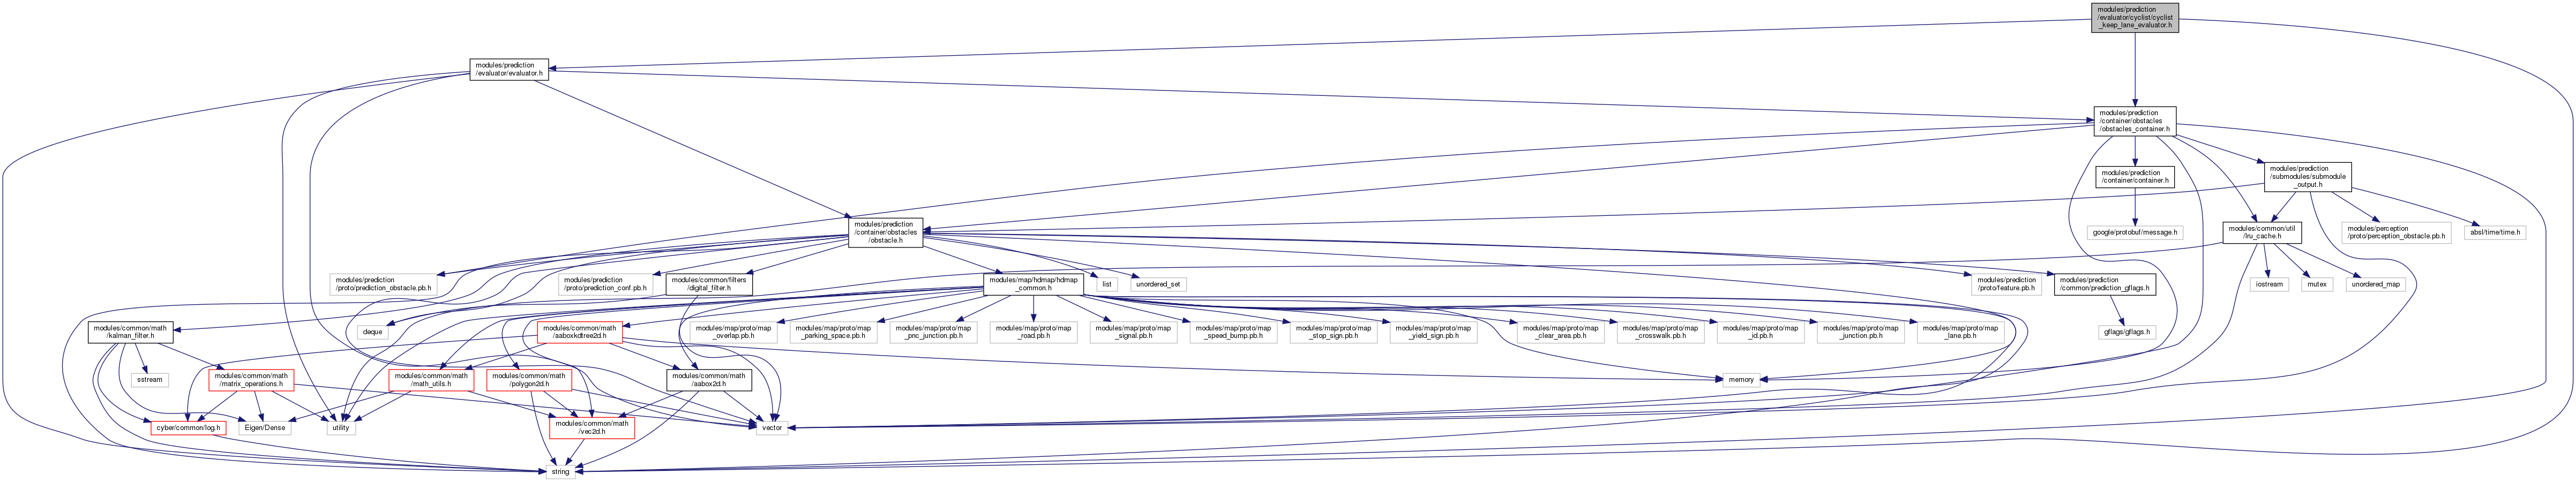 modules/prediction
/evaluator/cyclist/cyclist
_keep_lane_evaluator.h
modules/prediction
/evaluator/evaluator.h
modules/prediction
/container/obstacles
/obstacles_container.h
modules/prediction
/container/container.h
modules/prediction
/submodules/submodule
_output.h
modules/prediction
/container/obstacles
/obstacle.h
google/protobuf/message.h
modules/common/util
/lru_cache.h
modules/perception
/proto/perception_obstacle.pb.h
absl/time/time.h
modules/prediction
/proto/prediction_obstacle.pb.h
modules/prediction
/proto/prediction_conf.pb.h
modules/common/filters
/digital_filter.h
modules/map/hdmap/hdmap
_common.h
list
unordered_set
modules/prediction
/proto/feature.pb.h
modules/prediction
/common/prediction_gflags.h
iostream
mutex
unordered_map
modules/common/math
/kalman_filter.h
deque
modules/common/math
/aaboxkdtree2d.h
modules/map/proto/map
_overlap.pb.h
modules/map/proto/map
_parking_space.pb.h
modules/map/proto/map
_pnc_junction.pb.h
modules/map/proto/map
_road.pb.h
modules/map/proto/map
_signal.pb.h
modules/map/proto/map
_speed_bump.pb.h
modules/map/proto/map
_stop_sign.pb.h
modules/map/proto/map
_yield_sign.pb.h
modules/map/proto/map
_clear_area.pb.h
modules/map/proto/map
_crosswalk.pb.h
modules/map/proto/map
_id.pb.h
modules/map/proto/map
_junction.pb.h
modules/map/proto/map
_lane.pb.h
gflags/gflags.h
sstream
modules/common/math
/matrix_operations.h
modules/common/math
/math_utils.h
modules/common/math
/polygon2d.h
modules/common/math
/aabox2d.h
memory
cyber/common/log.h
Eigen/Dense
utility
modules/common/math
/vec2d.h
vector
string